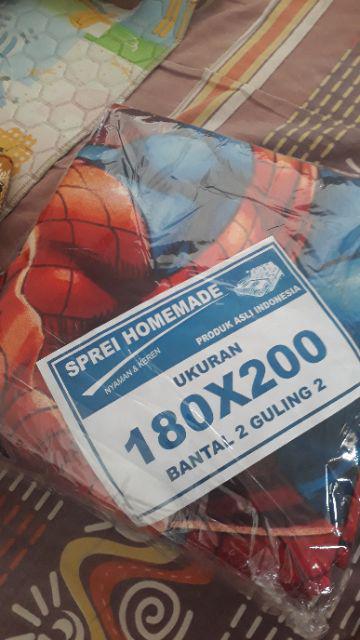 SPREI HOMEMADE
NYAMAN & KEREN
PRODUK ASLI INDONESIA
UKURAN
180X200
BANTAL 2 GULING 2